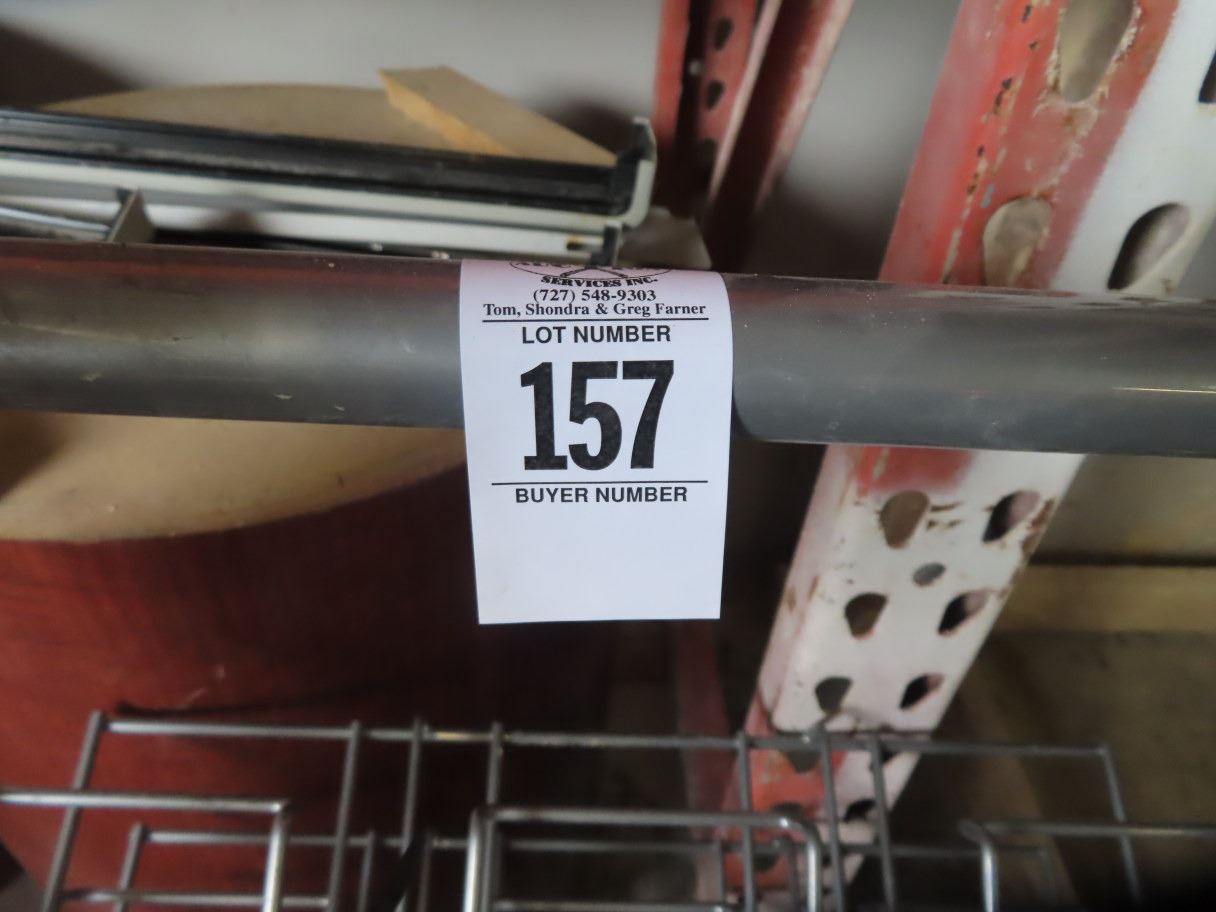 SERVICES INC.
(727) 548-9303
Tom, Shondra & Greg Farner
LOT NUMBER
157
BUYER NUMBER